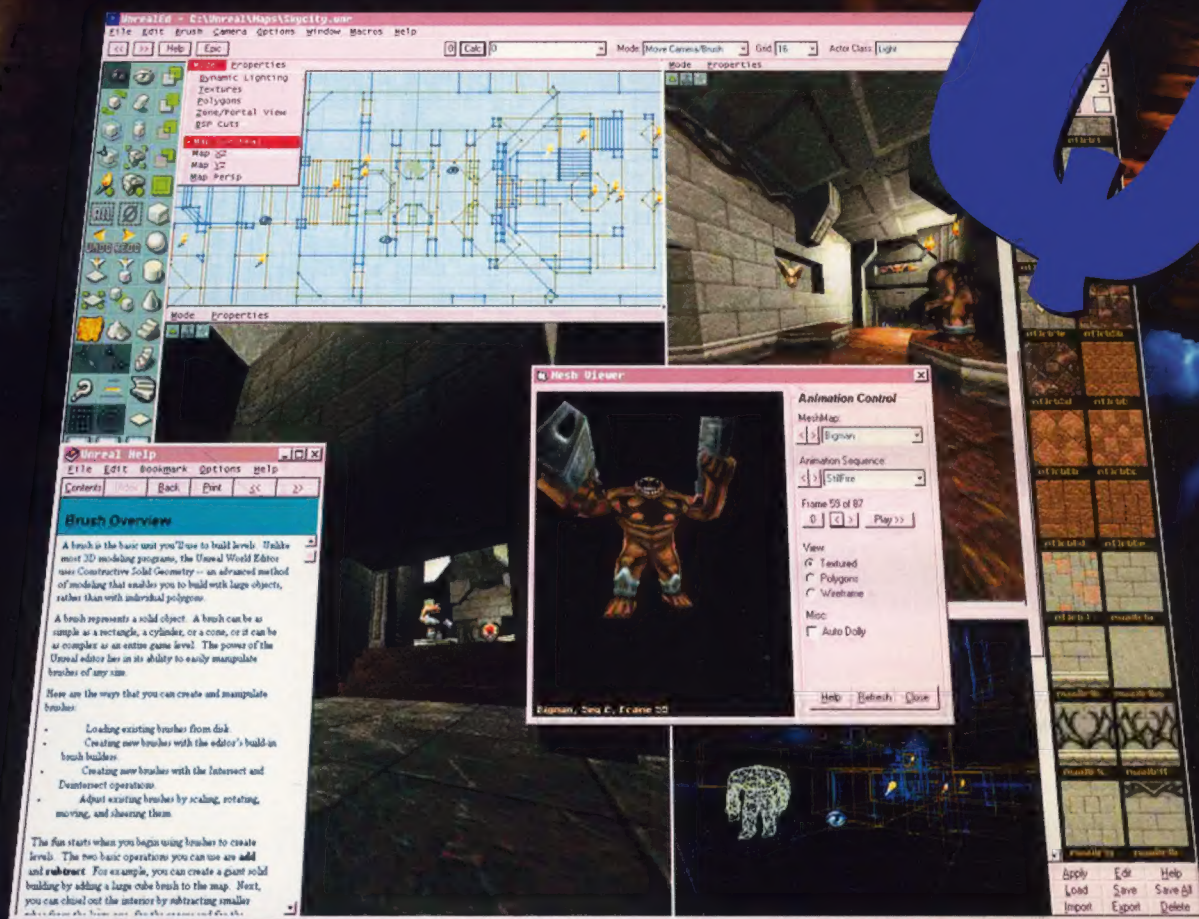 UnrealEd - C:\Unreal\Maps\Skycity.unr
File Edit Brush Camera Options Window Macros Help
<< >> Help Epic 0 Calc 0 Mode: Move Camera/Brush Grid: 16 Actor Class: Light
Mode Properties
Dynamic Lighting
Textures
Polygons
Zone/Portal View
BSP Cuts
Map XZ
Map YZ
Map Persp
Mode Properties
Mode Properties
ALL
UNDO REDO
Mesh Viewer
Animation Control
MeshMap:
< > Bigman
Animation Sequence:
< > StillFire
Frame 59 of 87
0 < > Play >>
View
Textured
Polygons
Wireframe
Misc
Auto Dolly
Help Refresh Close
Unreal Help
File Edit Bookmark Options Help
Contents Back Print << >>
Brush Overview
A brush is the basic unit you'll use to build levels. Unlike
most 3D modeling programs, the Unreal World Editor
uses Constructive Solid Geometry -- an advanced method
of modeling that enables you to build with large objects,
rather than with individual polygons.
A brush represents a solid object. A brush can be as
simple as a rectangle, a cylinder, or a cone, or it can be
as complex as an entire game level. The power of the
Unreal editor lies in its ability to easily manipulate
brushes of any size.
Here are the ways that you can create and manipulate
brushes:
Loading existing brushes from disk.
Creating new brushes with the editor's build-in
brush builders.
Creating new brushes with the Intersect and
Deintersect operations.
Adjust existing brushes by scaling, rotating,
moving, and sheering them.
The fun starts when you begin using brushes to create
levels. The two basic operations you can use are add
and subtract. For example, you can create a giant solid
building by adding a large cube brush to the map. Next,
you can chisel out the interior by subtracting smaller
Apply Edit Help
Load Save Save All
Import Export Delete